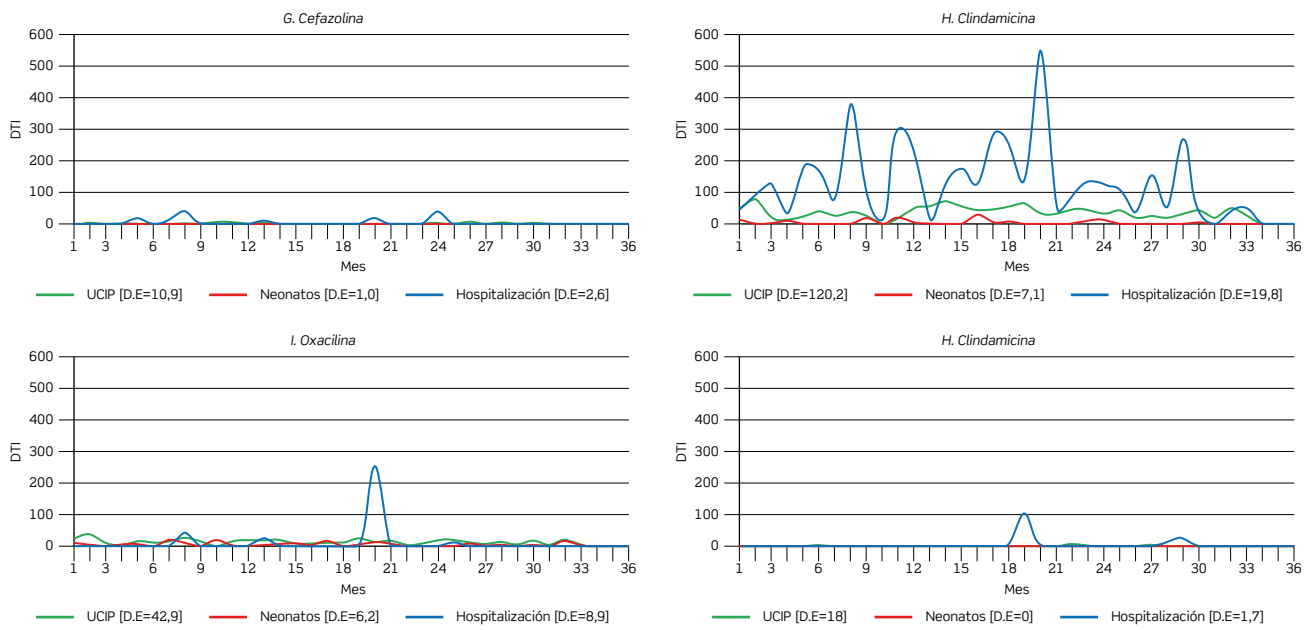 G. Cefazolina
600
500
400
300
200
100
0
DTI
1 3 6 9 12 15 18 21 24 27 30 33 36
Mes
UCIP [D.E=10,9] Neonatos [D.E=1,0] Hospitalización [D.E=2,6]
H. Clindamicina
600
500
400
300
200
100
0
DTI
1 3 6 9 12 15 18 21 24 27 30 33 36
Mes
UCIP [D.E=120,2] Neonatos [D.E=7,1] Hospitalización [D.E=19,8]
I. Oxacilina
600
500
400
300
200
100
0
DTI
1 3 6 9 12 15 18 21 24 27 30 33 36
Mes
UCIP [D.E=42,9] Neonatos [D.E=6,2] Hospitalización [D.E=8,9]
H. Clindamicina
600
500
400
300
200
100
0
DTI
1 3 6 9 12 15 18 21 24 27 30 33 36
Mes
UCIP [D.E=18] Neonatos [D.E=0] Hospitalización [D.E=1,7]